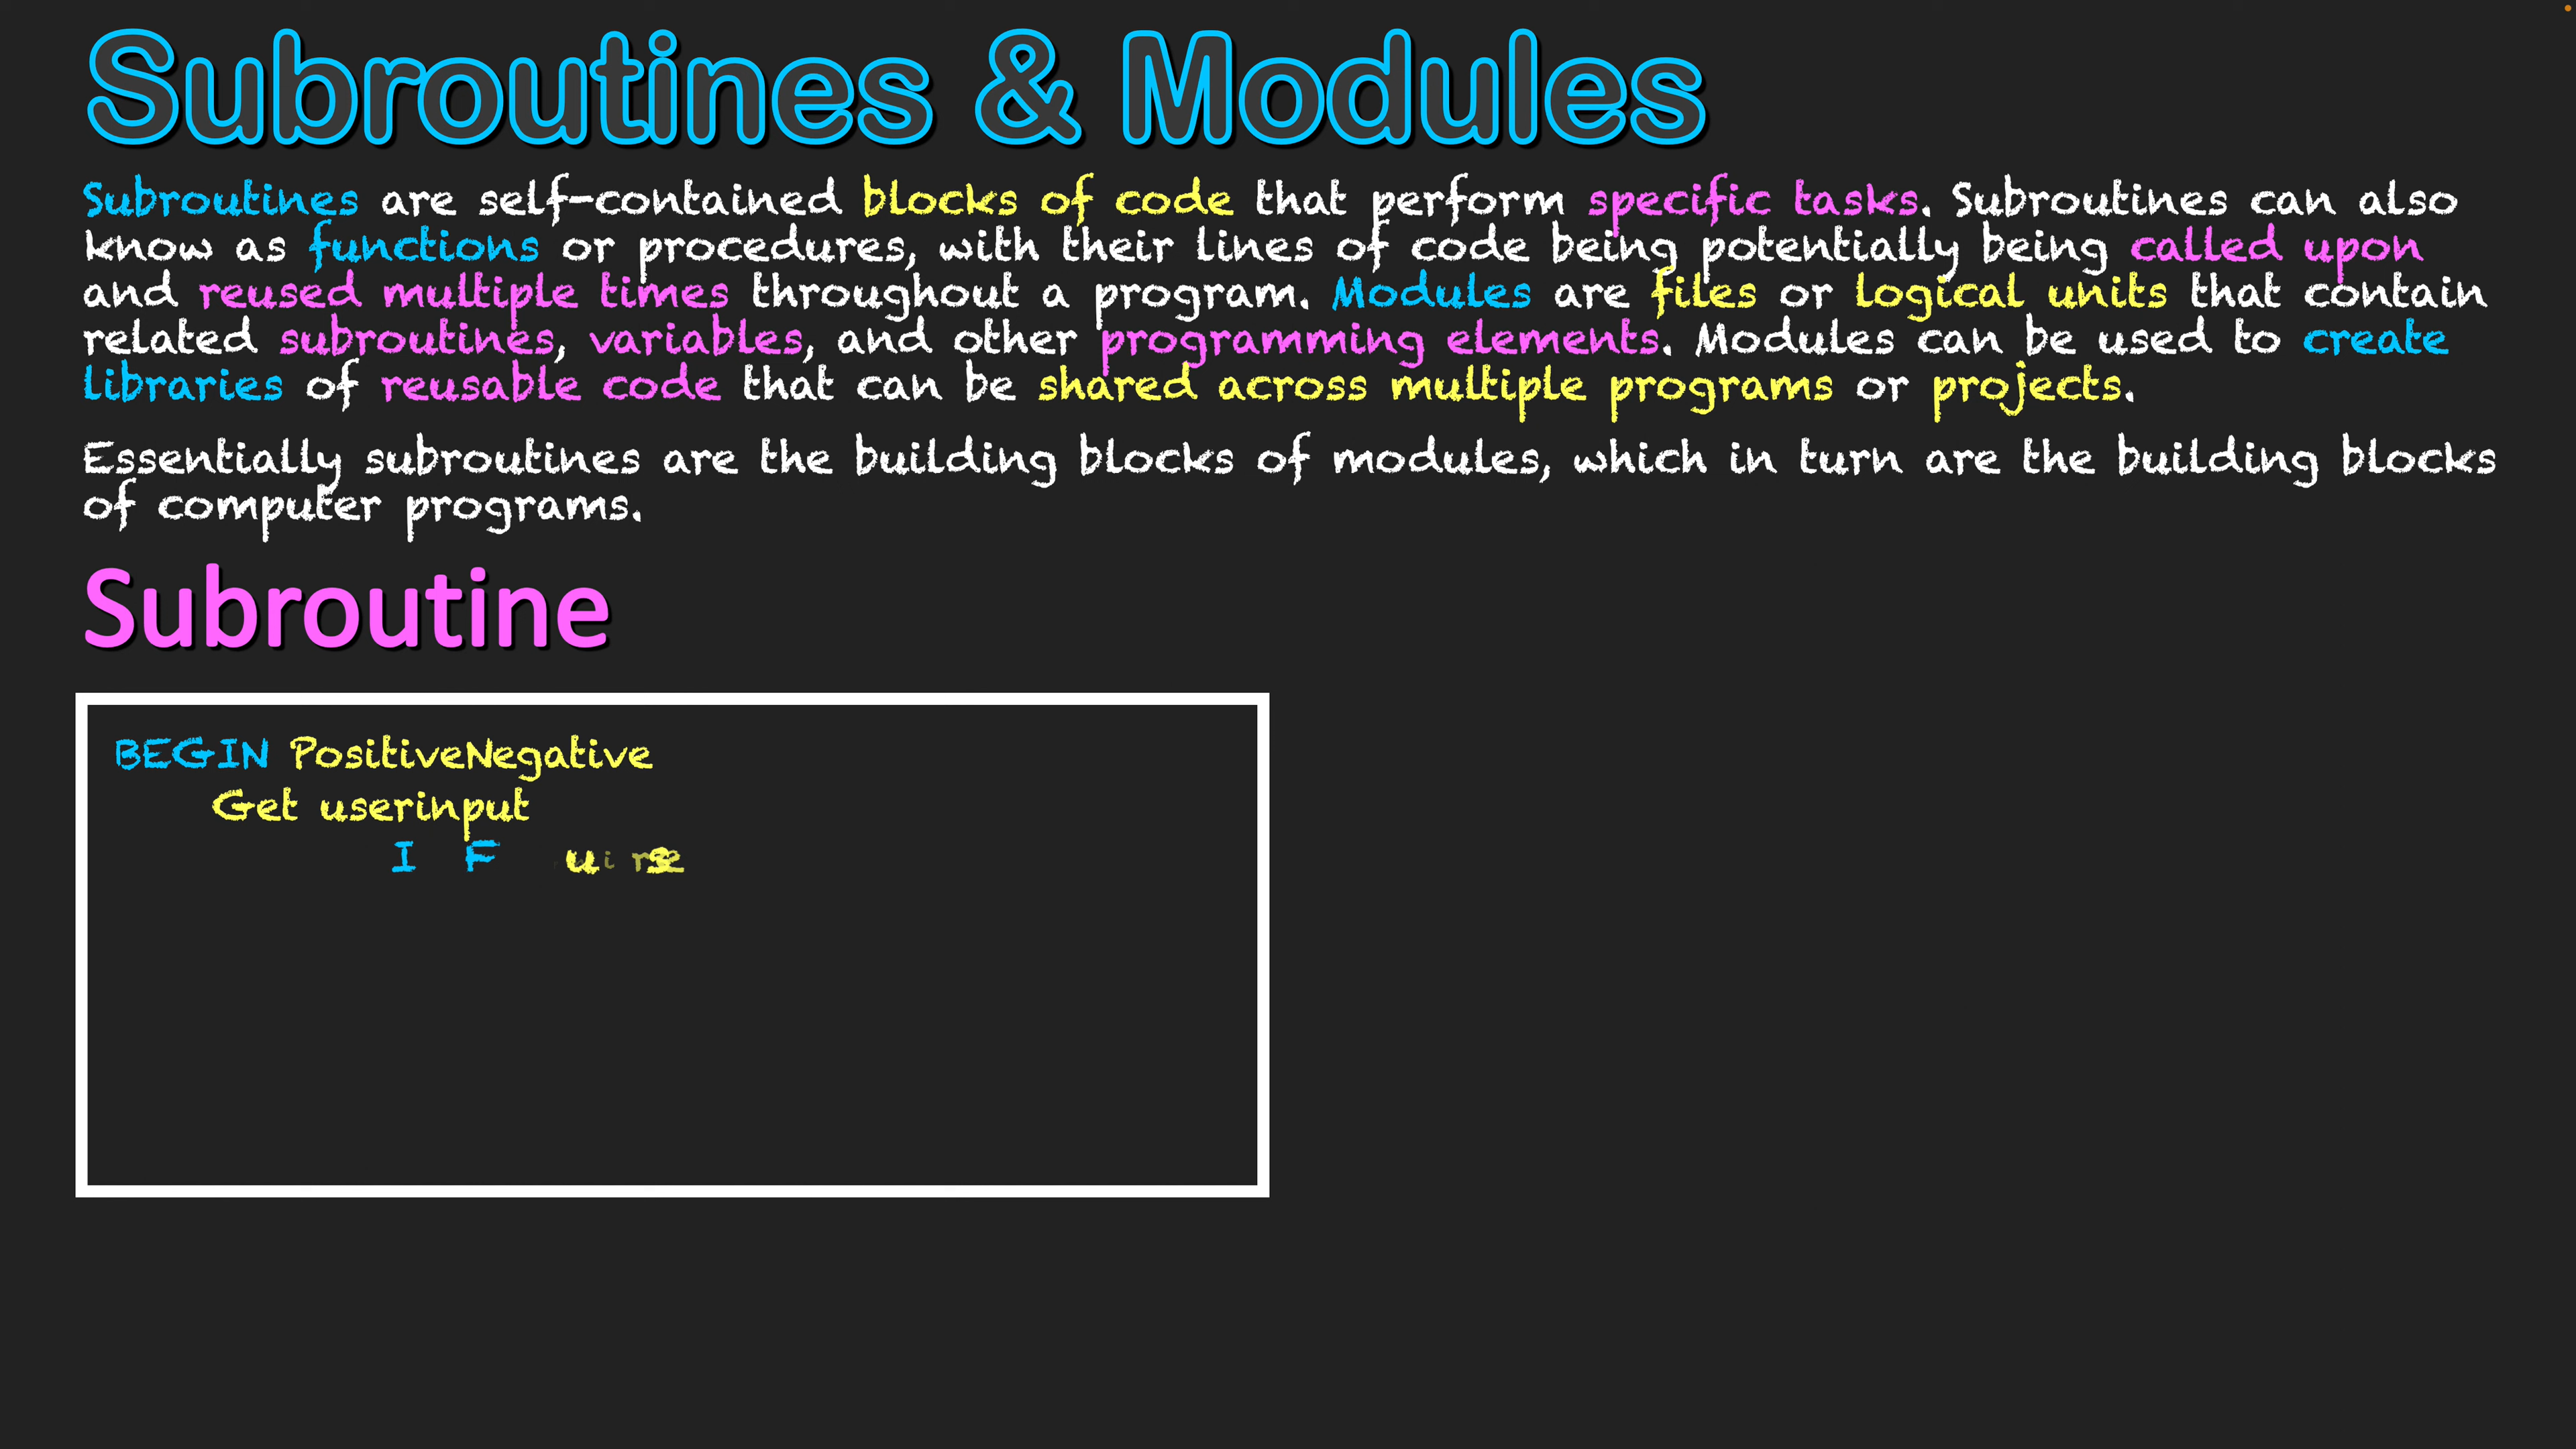 Subroutines & Modules
Subroutines are self-contained blocks of code that perform specific tasks. Subroutines can also
know as functions or procedures, with their lines of code being potentially being called upon
and reused multiple times throughout a program. Modules are files or logical units that contain
related subroutines, variables, and other programming elements. Modules can be used to create
libraries of reusable code that can be shared across multiple programs or projects.
Essentially subroutines are the building blocks of modules, which in turn are the building blocks
of computer programs.
Subroutine
BEGIN PositiveNegative
Get userinput
I F